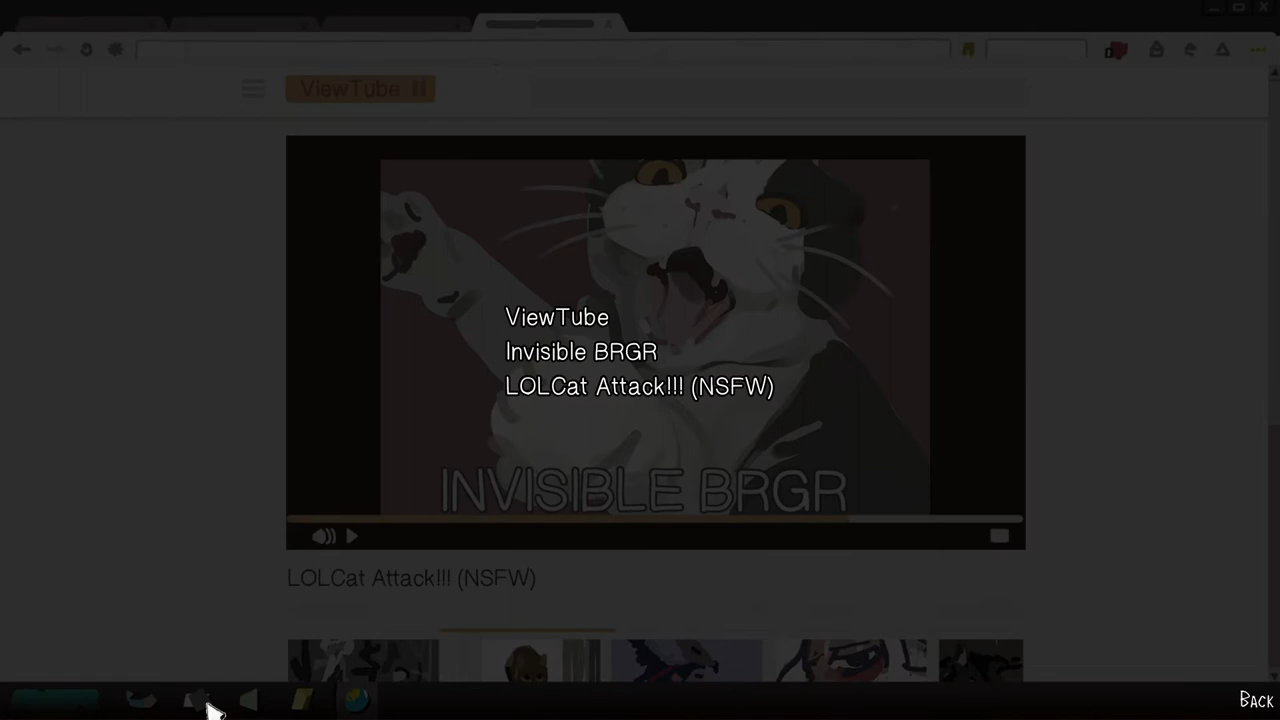 ViewTube
ViewTube
Invisible BRGR
LOLCat Attack!!! (NSFW)
INVISIBLE BRGR
LOLCat Attack!!! (NSFW)
BACK